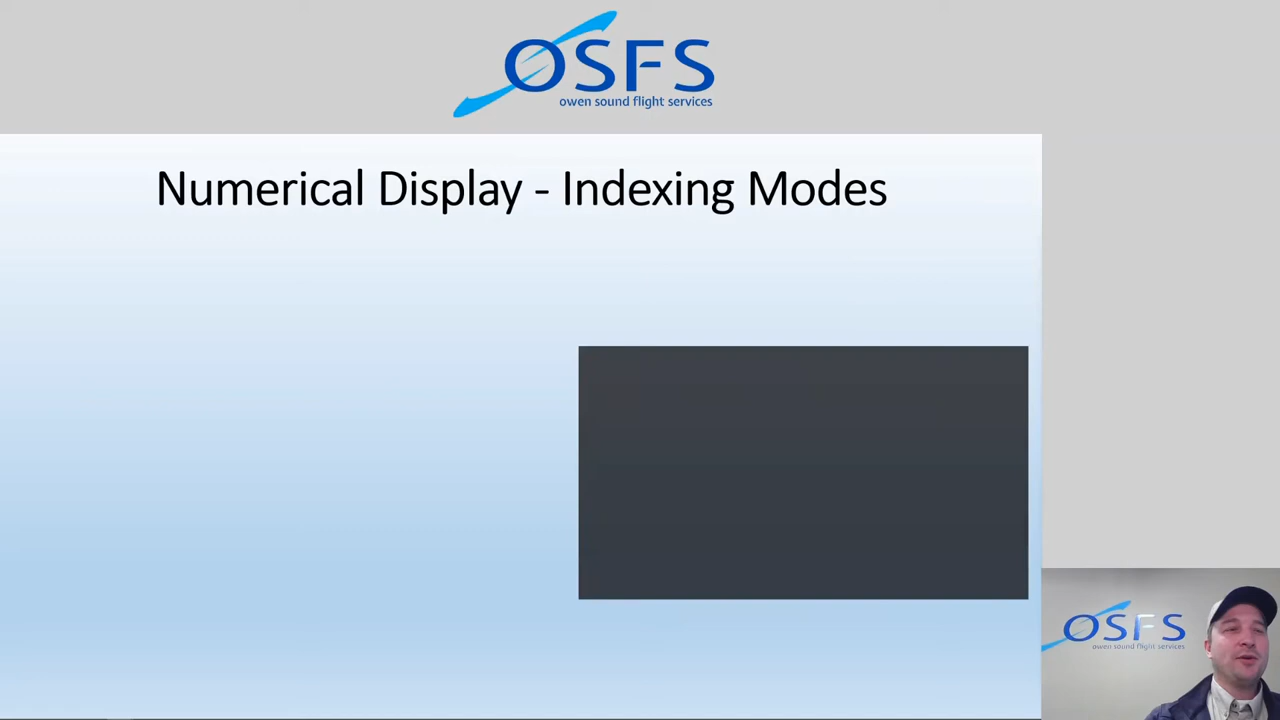 OSFS
owen sound flight services
Numerical Display - Indexing Modes
OSFS
owen sound flight services